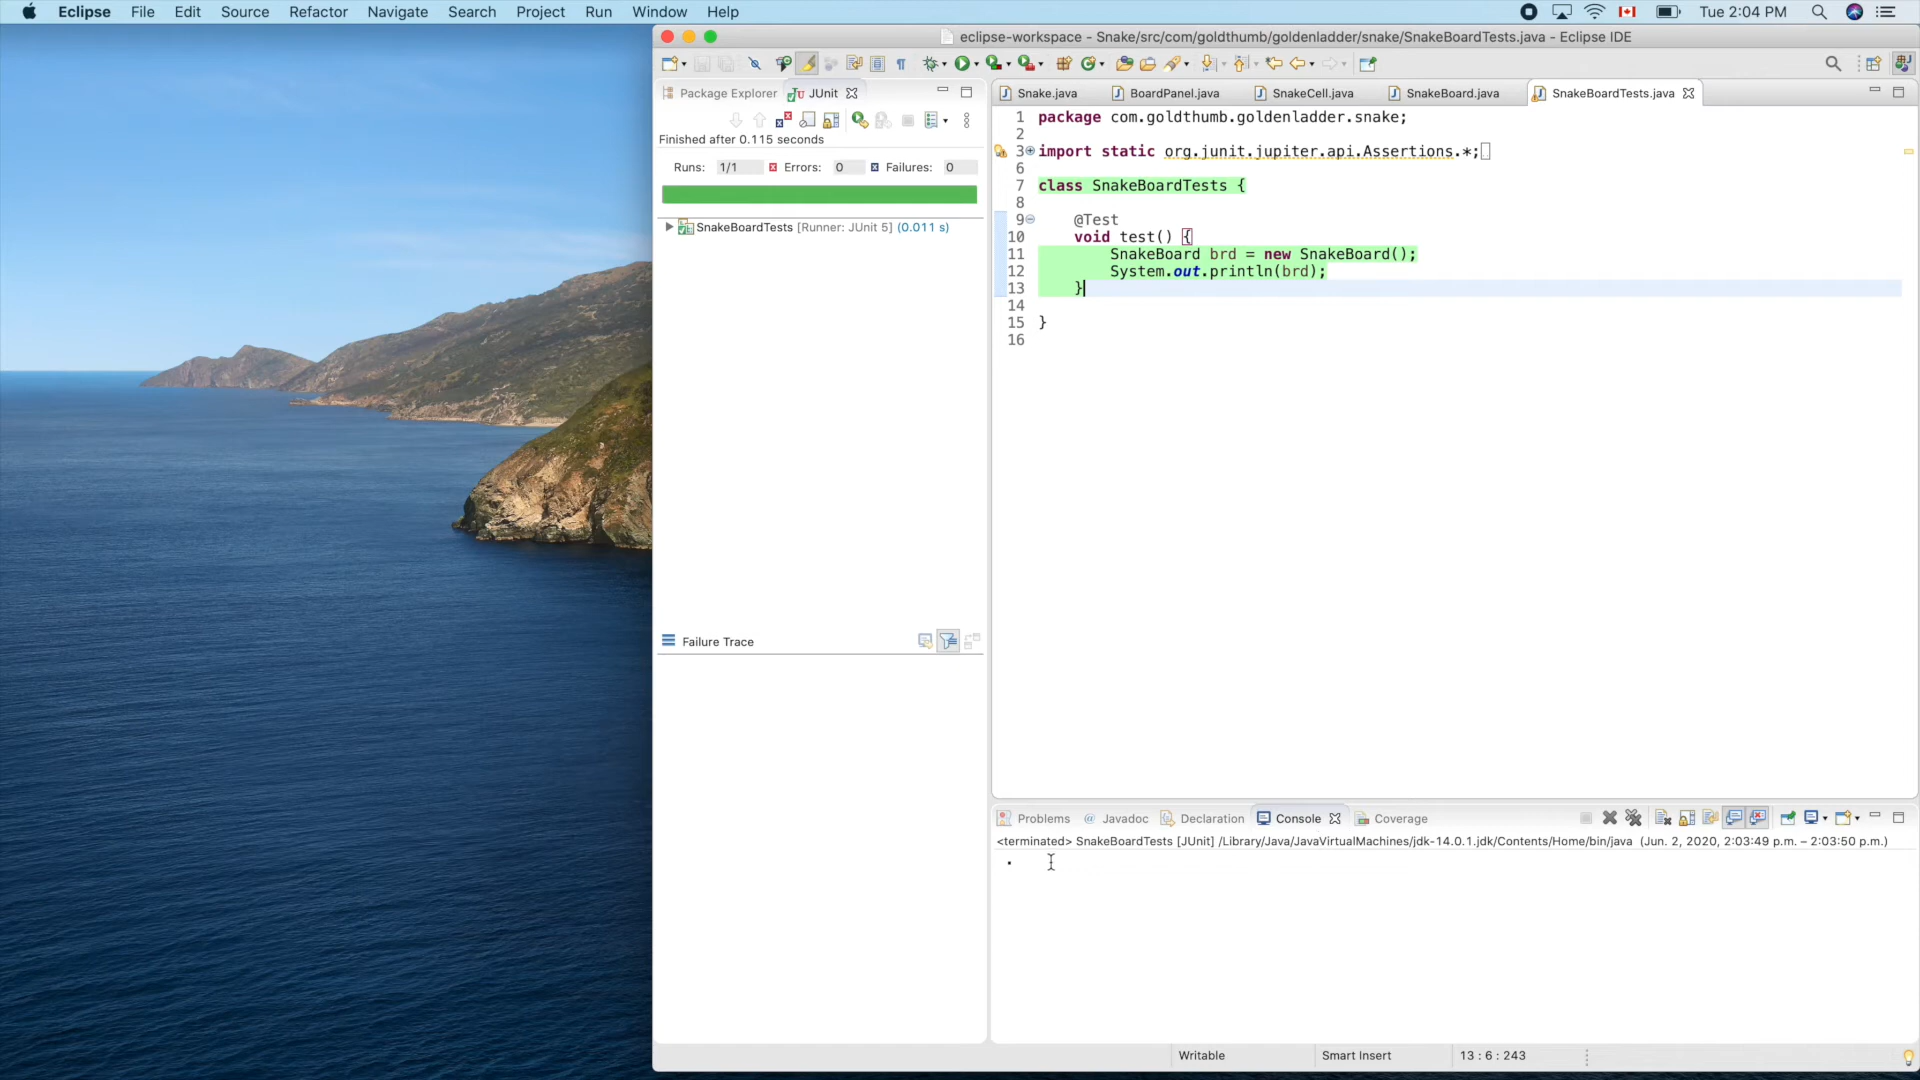 Eclipse File Edit Source Refactor Navigate Search Project Run Window Help Tue 2:04 PM
eclipse-workspace - Snake/src/com/goldthumb/goldenladder/snake/SnakeBoardTests.java - Eclipse IDE
Package Explorer JUnit
Finished after 0.115 seconds
Runs: 1/1 Errors: 0 Failures: 0
SnakeBoardTests [Runner: JUnit 5] (0.011 s)
Failure Trace
Snake.java BoardPanel.java SnakeCell.java SnakeBoard.java SnakeBoardTests.java
1 package com.goldthumb.goldenladder.snake;
2
3 import static org.junit.jupiter.api.Assertions.*;
6
7 class SnakeBoardTests {
8
9 @Test
10 void test() {
11 SnakeBoard brd = new SnakeBoard();
12 System.out.println(brd);
13 }
14
15 }
16
Problems @ Javadoc Declaration Console Coverage
<terminated> SnakeBoardTests [JUnit] /Library/Java/JavaVirtualMachines/jdk-14.0.1.jdk/Contents/Home/bin/java (Jun. 2, 2020, 2:03:49 p.m. – 2:03:50 p.m.)
.
Writable Smart Insert 13 : 6 : 243